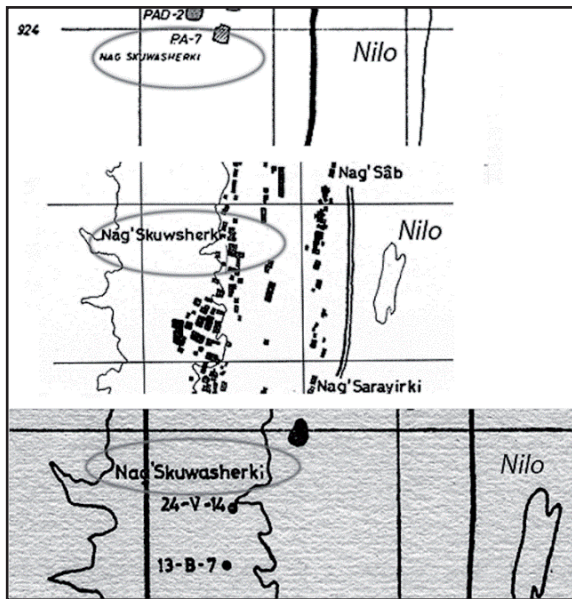 PAD-2
924
PA-7
NAG SKUWASHERKI
Nilo
Nag'Sâb
Nag'Skuwsherki
Nilo
Nag'Sarayirki
Nag'Skuwasherki
Nilo
24-V-14
13-B-7